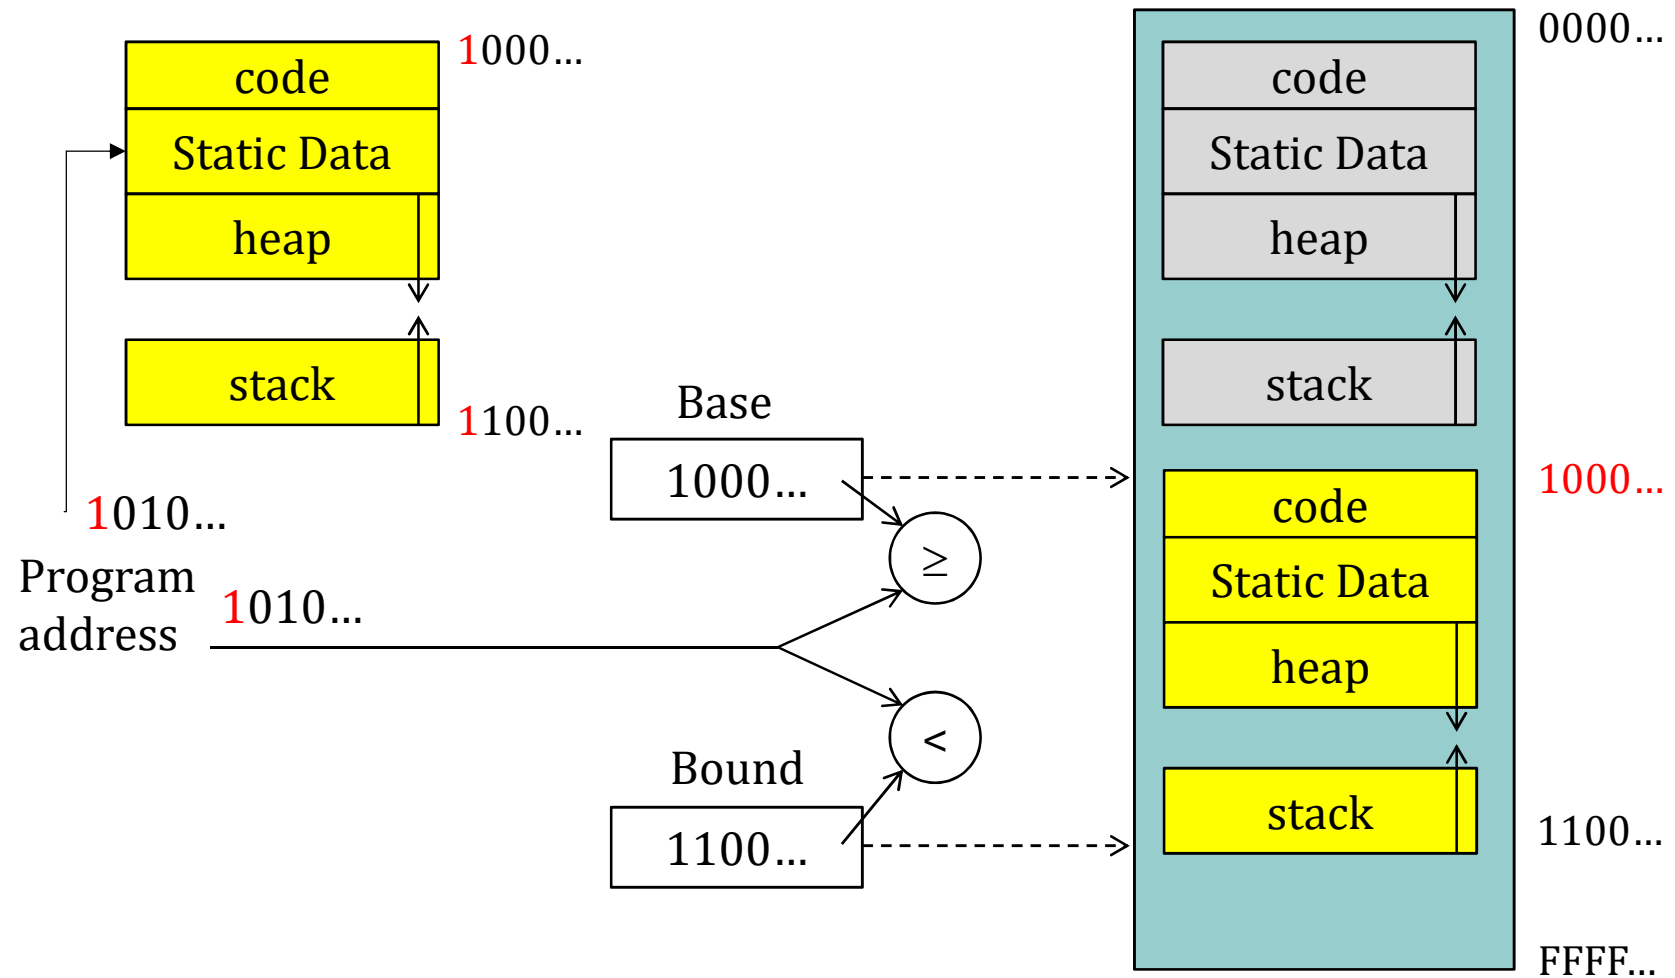 code
Static Data
heap
stack
1000...
1100...
1010...
Program
address
1010...
Base
1000...
≥
<
Bound
1100...
code
Static Data
heap
stack
code
Static Data
heap
stack
0000...
1000...
1100...
FFFF...